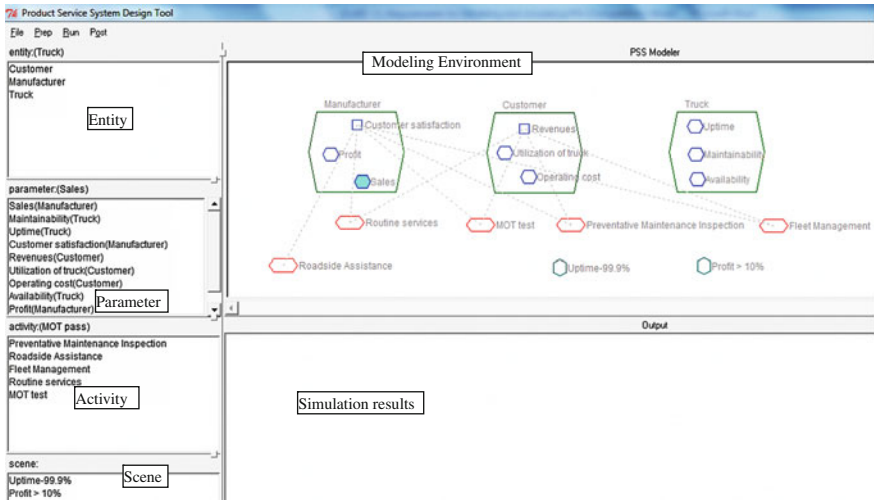 Product Service System Design Tool
File Prep Run Post
entity:(Truck)
Customer
Manufacturer
Truck
Entity
parameter:(Sales)
Sales(Manufacturer)
Maintainability(Truck)
Uptime(Truck)
Customer satisfaction(Manufacturer)
Revenues(Customer)
Utilization of truck(Customer)
Operating cost(Customer)
Availability(Truck)
Profit(Manufacturer)
Parameter
activity:(MOT pass)
Preventative Maintenance Inspection
Roadside Assistance
Fleet Management
Routine services
MOT test
Activity
scene:
Uptime-99.9%
Profit > 10%
Scene
PSS Modeler
Modeling Environment
Manufacturer
Customer satisfaction
Profit
Sales
Customer
Revenues
Utilization of truck
Operating cost
Truck
Uptime
Maintainability
Availability
Routine services
MOT test
Preventative Maintenance Inspection
Fleet Management
Roadside Assistance
Uptime-99.9%
Profit > 10%
Output
Simulation results